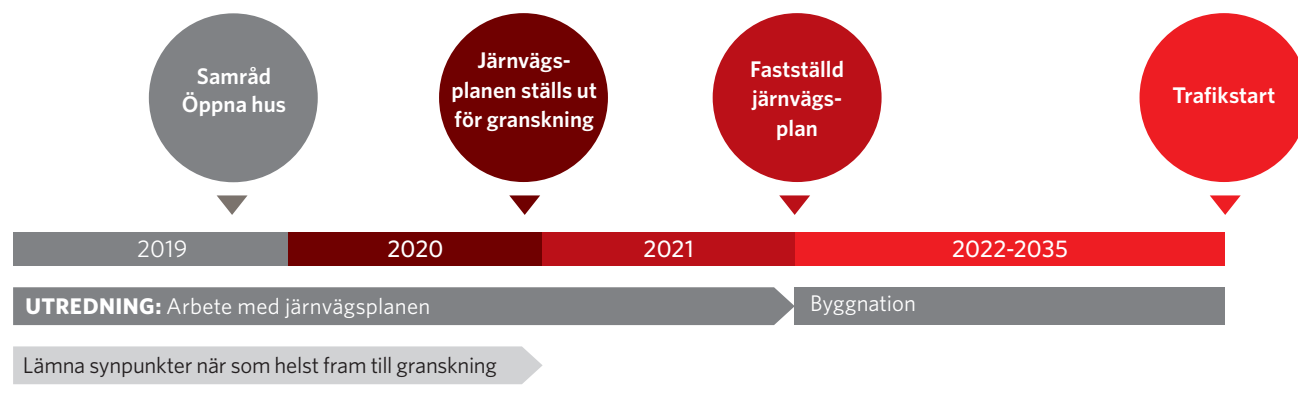 Samråd
Öppna hus
Järnvägs-
planen ställs ut
för granskning
Fastställd
järnvägs-
plan
Trafikstart
2019
2020
2021
2022-2035
UTREDNING: Arbete med järnvägsplanen
Byggnation
Lämna synpunkter när som helst fram till granskning